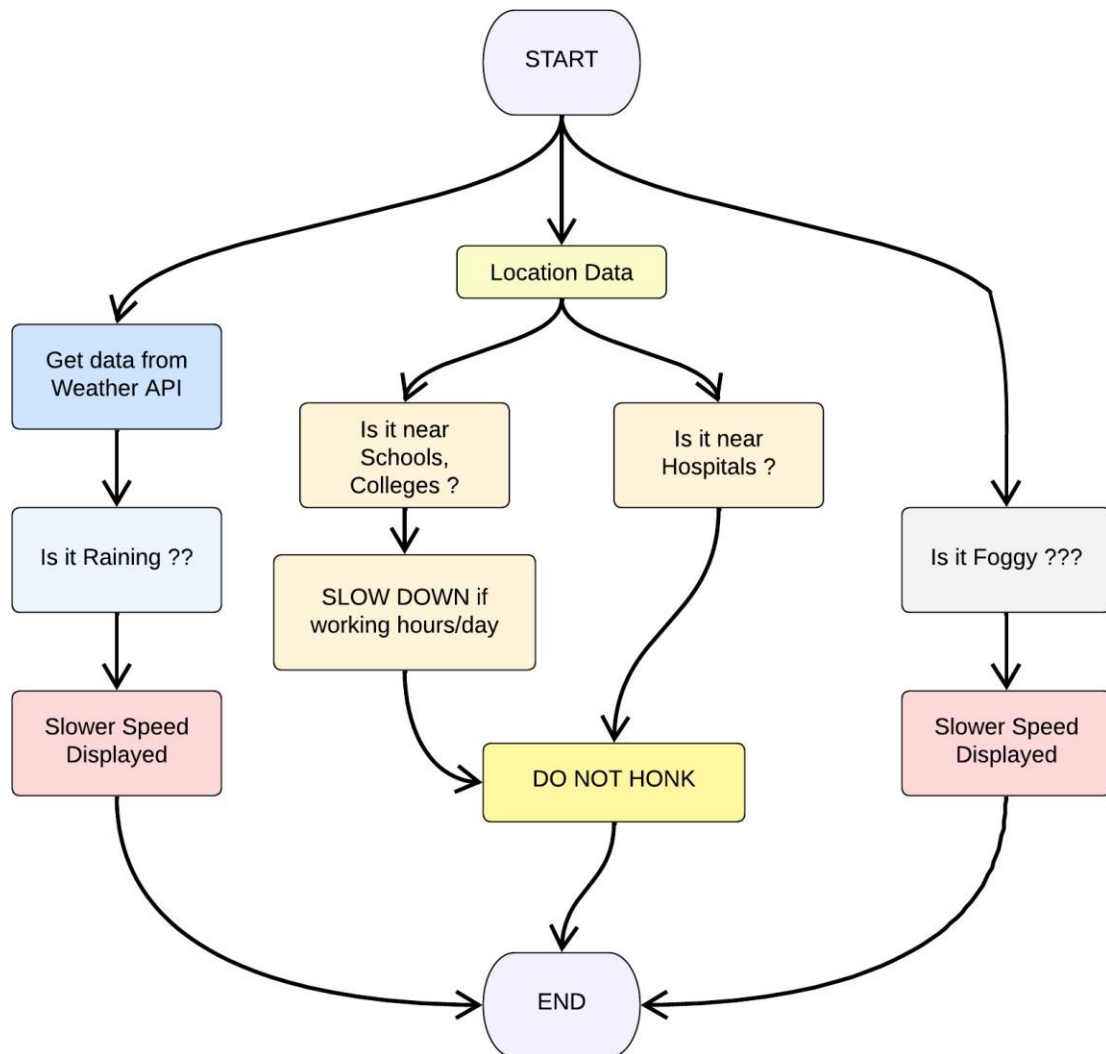 START
Location Data
Get data from
Weather API
Is it near
Schools,
Colleges ?
Is it near
Hospitals ?
Is it Raining ??
Is it Foggy ???
SLOW DOWN if
working hours/day
Slower Speed
Displayed
DO NOT HONK
Slower Speed
Displayed
END